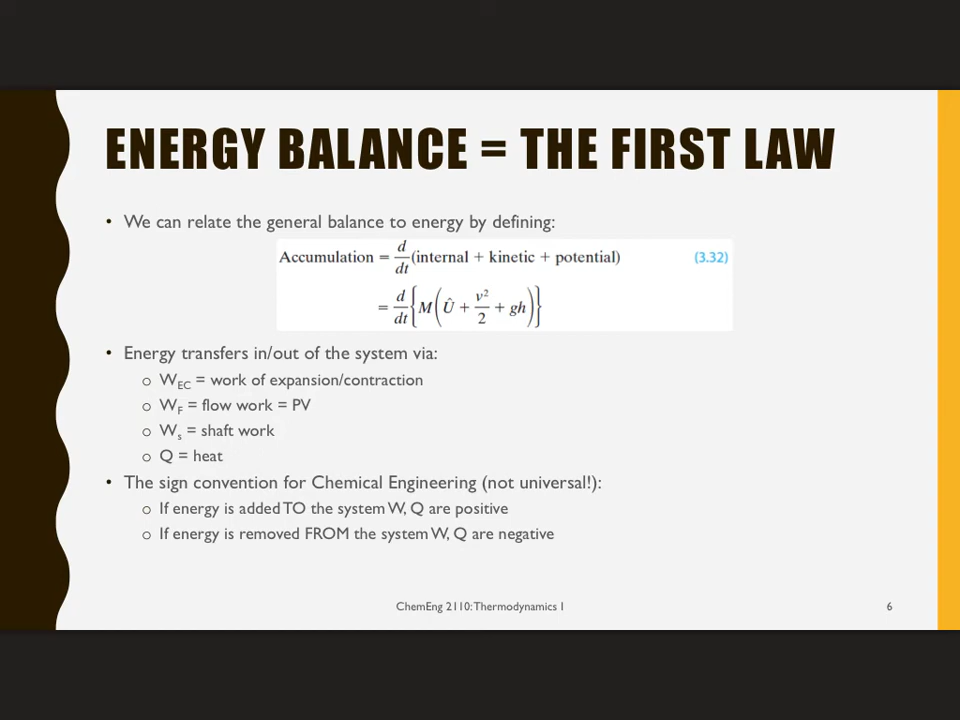 ENERGY BALANCE = THE FIRST LAW
• We can relate the general balance to energy by defining:
Accumulation = d/dt (internal + kinetic + potential) (3.32)
= d/dt {M(Û + v²/2 + gh)}
• Energy transfers in/out of the system via:
o W_EC = work of expansion/contraction
o W_F = flow work = PV
o W_s = shaft work
o Q = heat
• The sign convention for Chemical Engineering (not universal!):
o If energy is added TO the system W, Q are positive
o If energy is removed FROM the system W, Q are negative
ChemEng 2110: Thermodynamics I 6